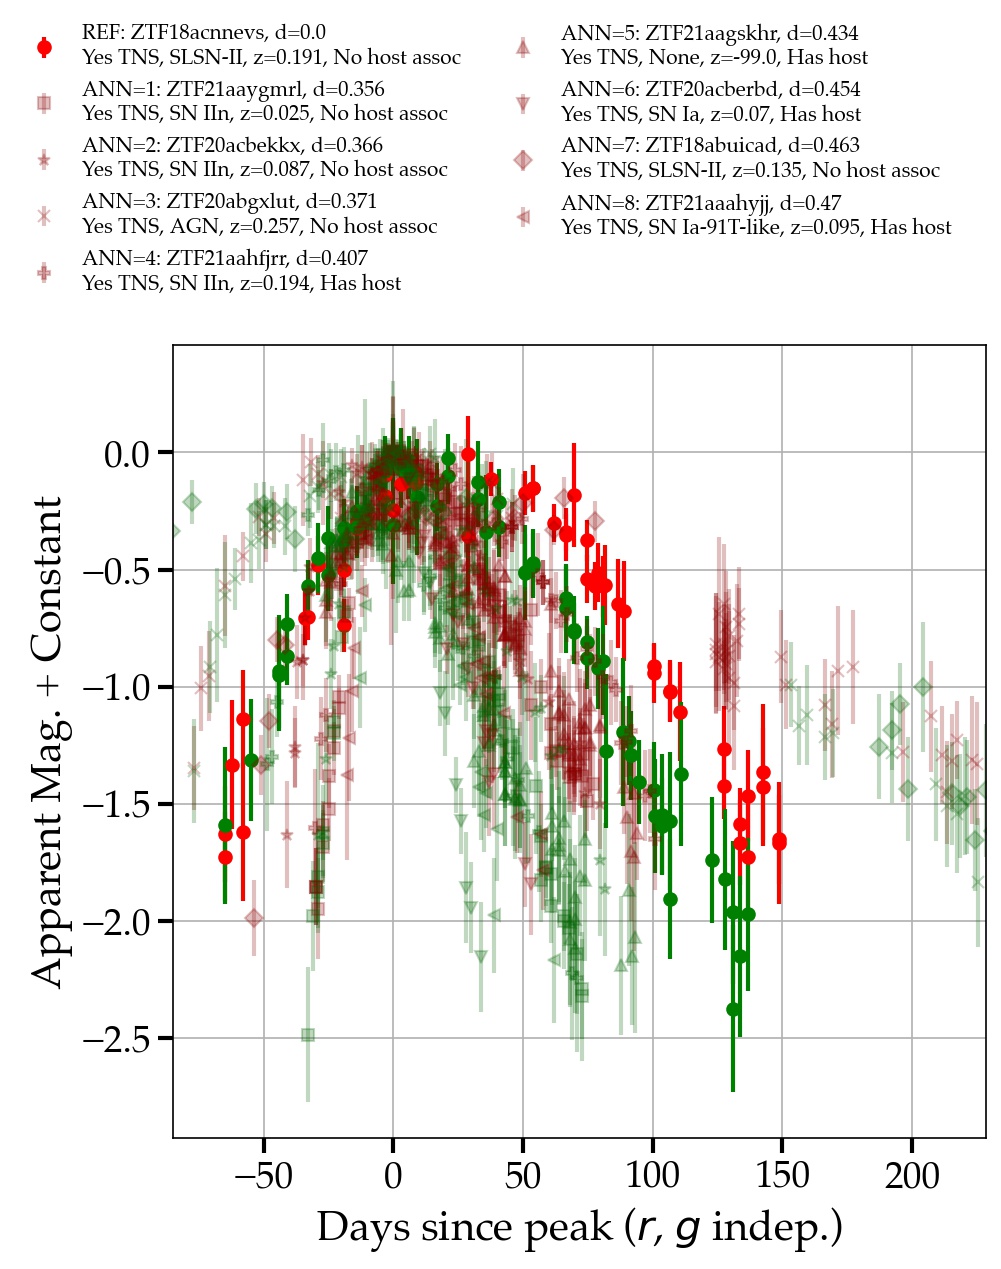 REF: ZTF18acnnevs, d=0.0
Yes TNS, SLSN-II, z=0.191, No host assoc
ANN=1: ZTF21aaygmrl, d=0.356
Yes TNS, SN IIn, z=0.025, No host assoc
ANN=2: ZTF20acbekkx, d=0.366
Yes TNS, SN IIn, z=0.087, No host assoc
ANN=3: ZTF20abgxlut, d=0.371
Yes TNS, AGN, z=0.257, No host assoc
ANN=4: ZTF21aahfjrr, d=0.407
Yes TNS, SN IIn, z=0.194, Has host
ANN=5: ZTF21aagskhr, d=0.434
Yes TNS, None, z=-99.0, Has host
ANN=6: ZTF20acberbd, d=0.454
Yes TNS, SN Ia, z=0.07, Has host
ANN=7: ZTF18abuicad, d=0.463
Yes TNS, SLSN-II, z=0.135, No host assoc
ANN=8: ZTF21aaahyjj, d=0.47
Yes TNS, SN Ia-91T-like, z=0.095, Has host
Apparent Mag. + Constant
0.0
−0.5
−1.0
−1.5
−2.0
−2.5
−50
0
50
100
150
200
Days since peak (r, g indep.)